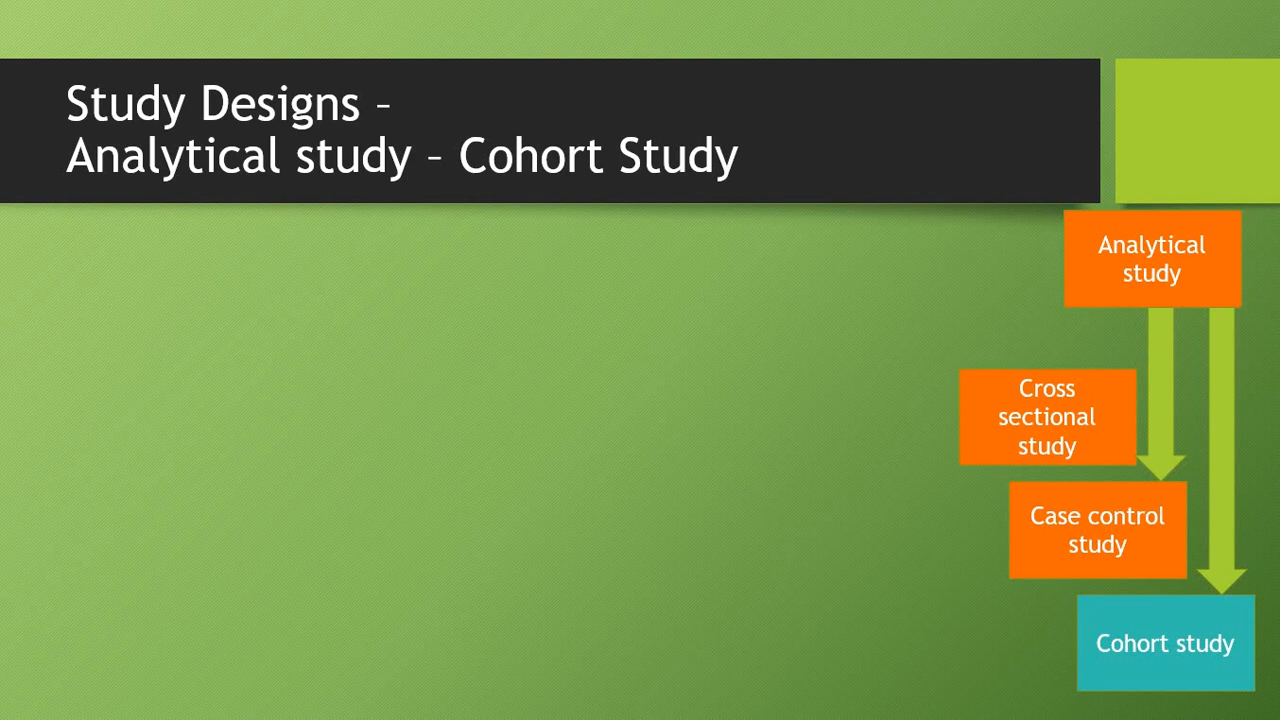 Study Designs –
Analytical study – Cohort Study
Analytical
study
Cross
sectional
study
Case control
study
Cohort study